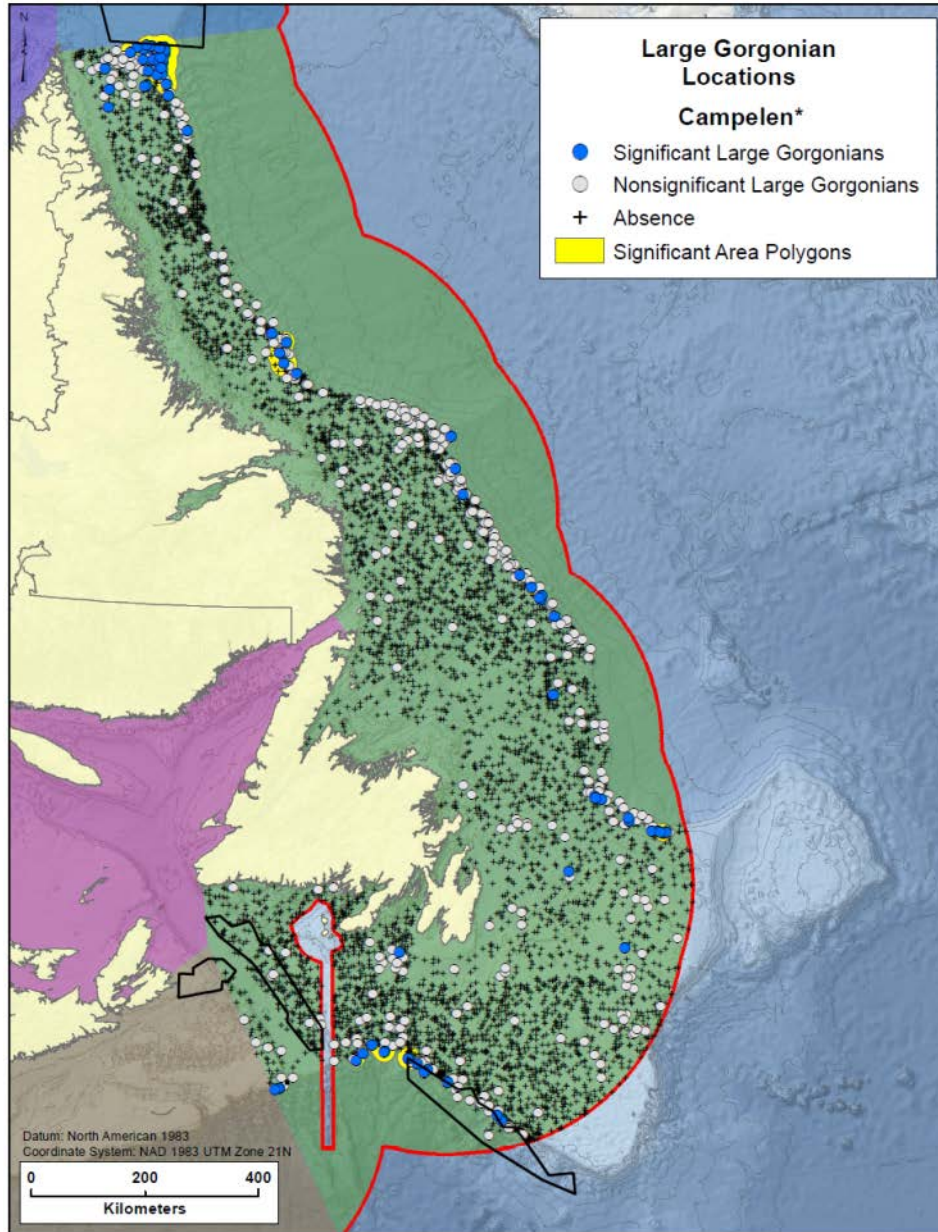 N
Large Gorgonian
Locations
Campelen*
Significant Large Gorgonians
Nonsignificant Large Gorgonians
Absence
Significant Area Polygons
Datum: North American 1983
Coordinate System: NAD 1983 UTM Zone 21N
0 200 400
Kilometers